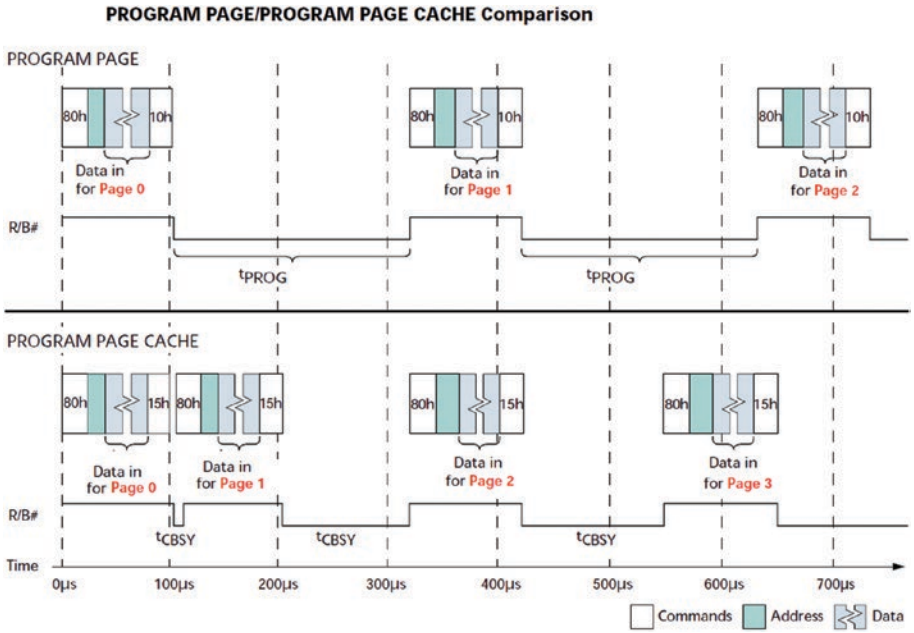 PROGRAM PAGE/PROGRAM PAGE CACHE Comparison
PROGRAM PAGE
80h 10h 80h 10h 80h 10h
Data in for Page 0
Data in for Page 1
Data in for Page 2
R/B#
tPROG tPROG
PROGRAM PAGE CACHE
80h 15h 80h 15h 80h 15h 80h 15h
Data in for Page 0
Data in for Page 1
Data in for Page 2
Data in for Page 3
R/B#
tCBSY tCBSY tCBSY
Time
0µs 100µs 200µs 300µs 400µs 500µs 600µs 700µs
Commands Address Data